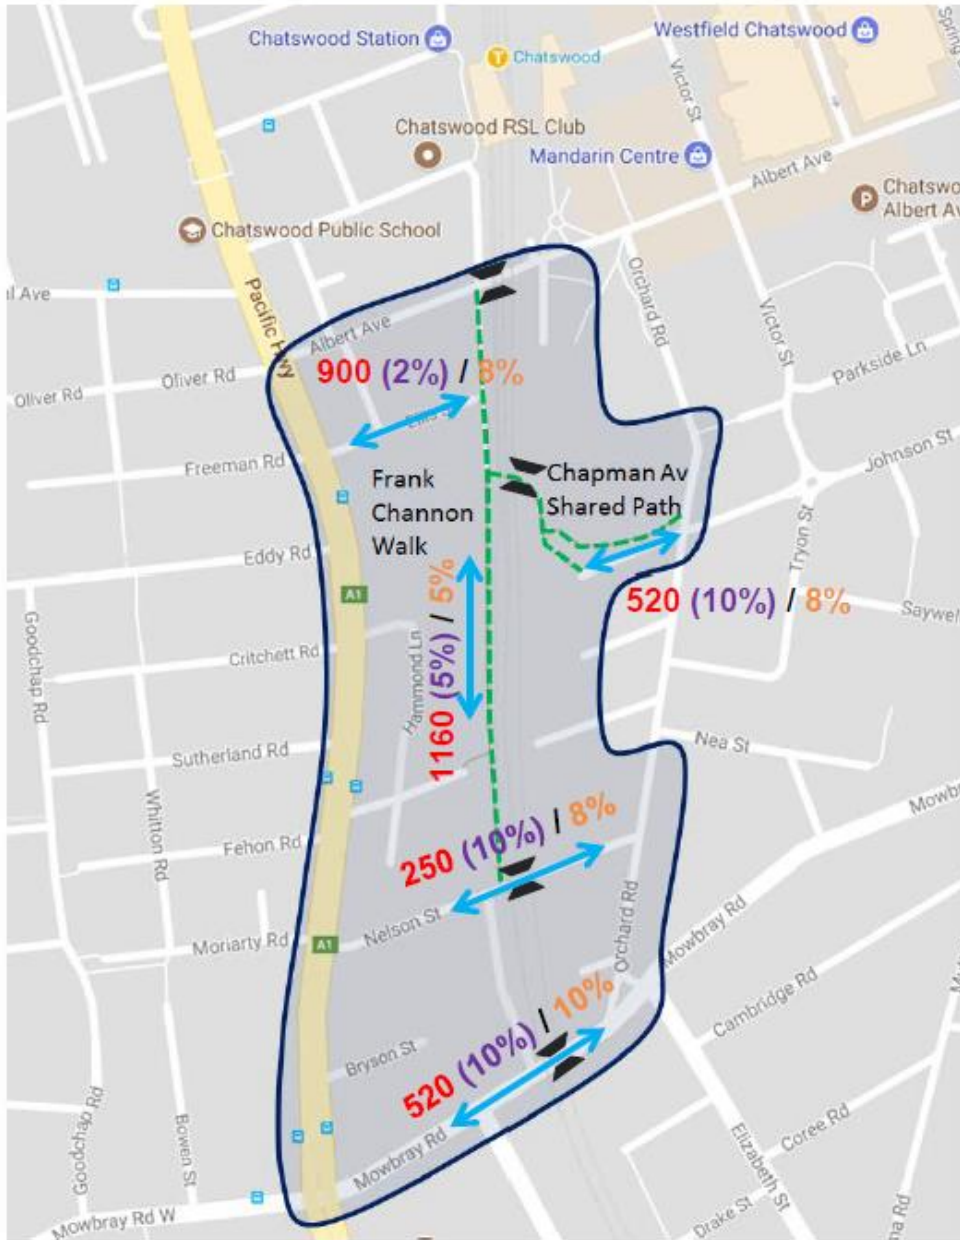 Chatswood Station
Westfield Chatswood
Spring S
Chatswood
Victor St
Chatswood RSL Club
Mandarin Centre
Albert Ave
Chatswo
Albert Av
Chatswood Public School
Orchard Rd
l Ave
Pacific Hwy
Victor St
Albert Ave
Parkside Ln
Oliver Rd
Oliver Rd
900 (2%) / 8%
Johnson St
Freeman Rd
Frank
Channon
Walk
Chapman Av
Shared Path
Tryon St
Eddy Rd
A1
520 (10%) / 8%
Saywel
Goodchap Rd
Critchett Rd
Hammond Ln
1160 (5%) / 5%
Sutherland Rd
Nea St
Whitton Rd
Mowbr
Fehon Rd
250 (10%) / 8%
Moriarty Rd
A1
Nelson St
Orchard Rd
Mowbray Rd
Cambridge Rd
520 (10%) / 10%
Bryson St
Goodchap Rd
Bowen St
Mowbray Rd
Elizabeth St
Coree Rd
Drake St
na Rd
Mowbray Rd W